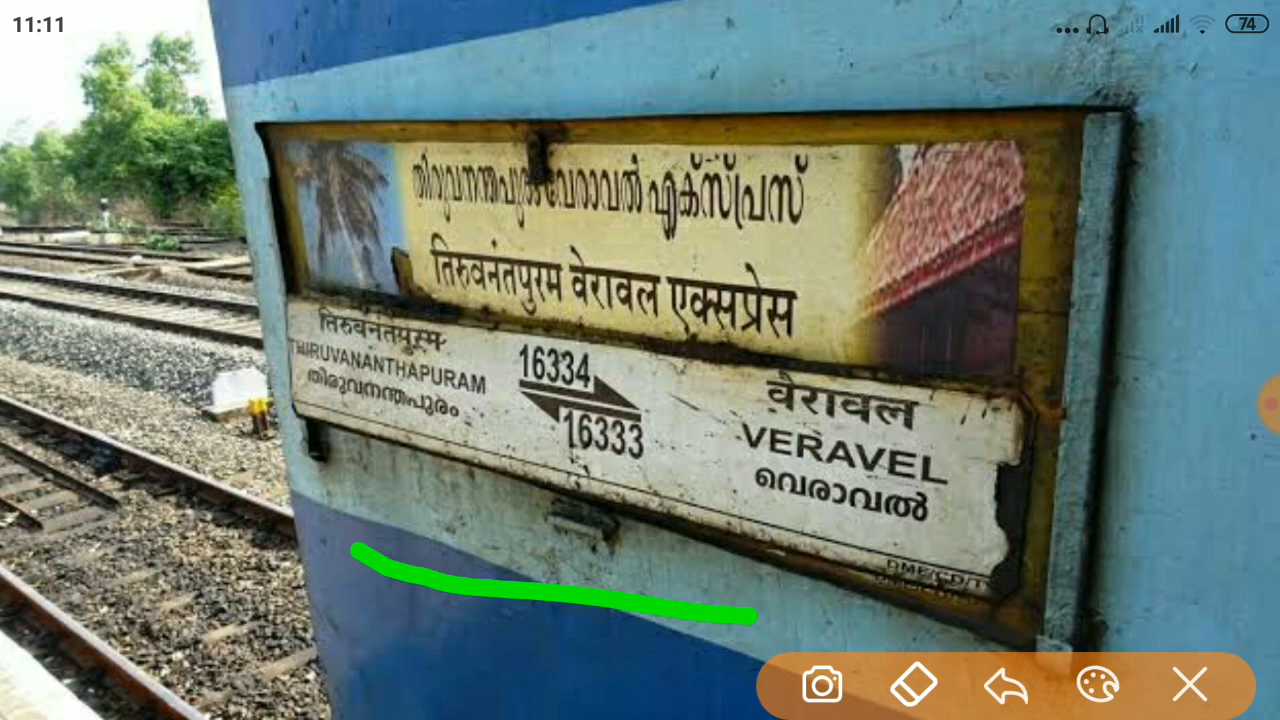 11:11
74
തിരുവനന്തപുരം വേരാവൽ എക്സ്പ്രസ്
तिरुवनंतपुरम वेरावल एक्सप्रेस
तिरुवनंतपुरम
THIRUVANANTHAPURAM
തിരുവനന്തപുരം
16334
16333
वेरावल
VERAVEL
വെരാവൽ